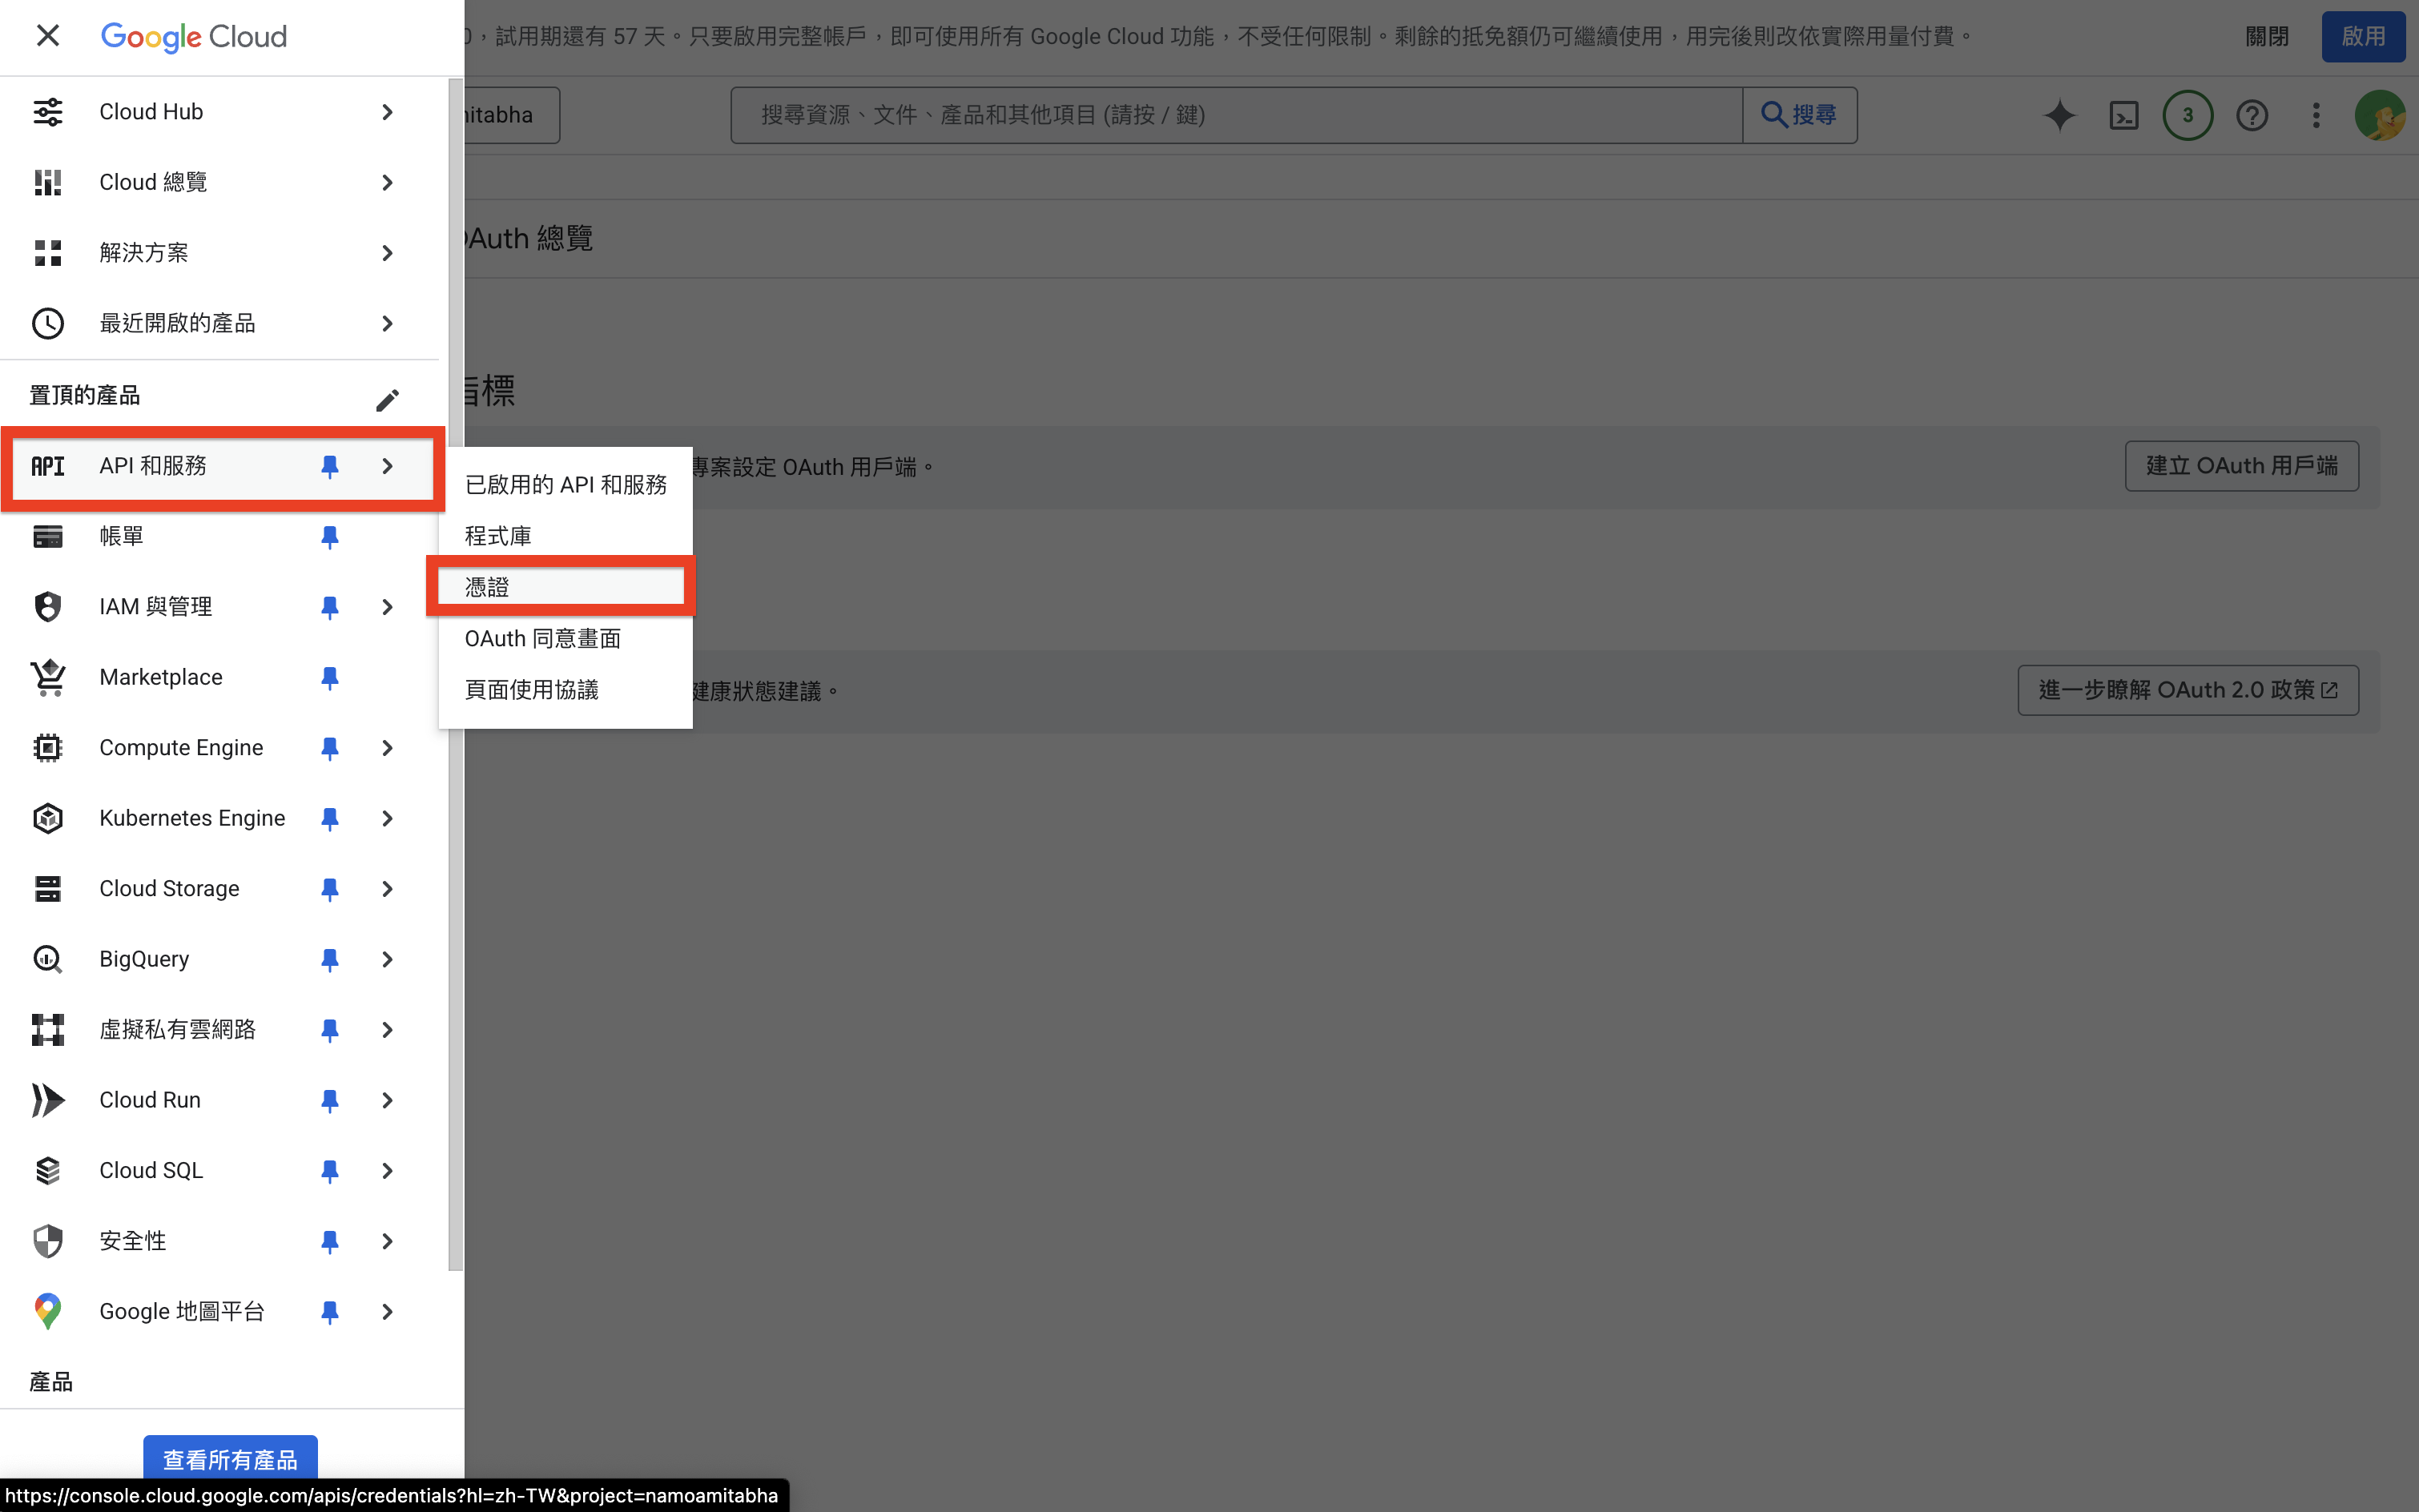 Google Cloud
，試用期還有 57 天。只要啟用完整帳戶，即可使用所有 Google Cloud 功能，不受任何限制。剩餘的抵免額仍可繼續使用，用完後則改依實際用量付費。
關閉
啟用
Cloud Hub
itabha
搜尋資源、文件、產品和其他項目 (請按 / 鍵)
搜尋
3
Cloud 總覽
OAuth 總覽
解決方案
最近開啟的產品
指標
置頂的產品
API API 和服務
專案設定 OAuth 用戶端。
建立 OAuth 用戶端
已啟用的 API 和服務
程式庫
憑證
OAuth 同意畫面
頁面使用協議
健康狀態建議。
進一步瞭解 OAuth 2.0 政策
帳單
IAM 與管理
Marketplace
Compute Engine
Kubernetes Engine
Cloud Storage
BigQuery
虛擬私有雲網路
Cloud Run
Cloud SQL
安全性
Google 地圖平台
產品
查看所有產品
https://console.cloud.google.com/apis/credentials?hl=zh-TW&project=namoamitabha